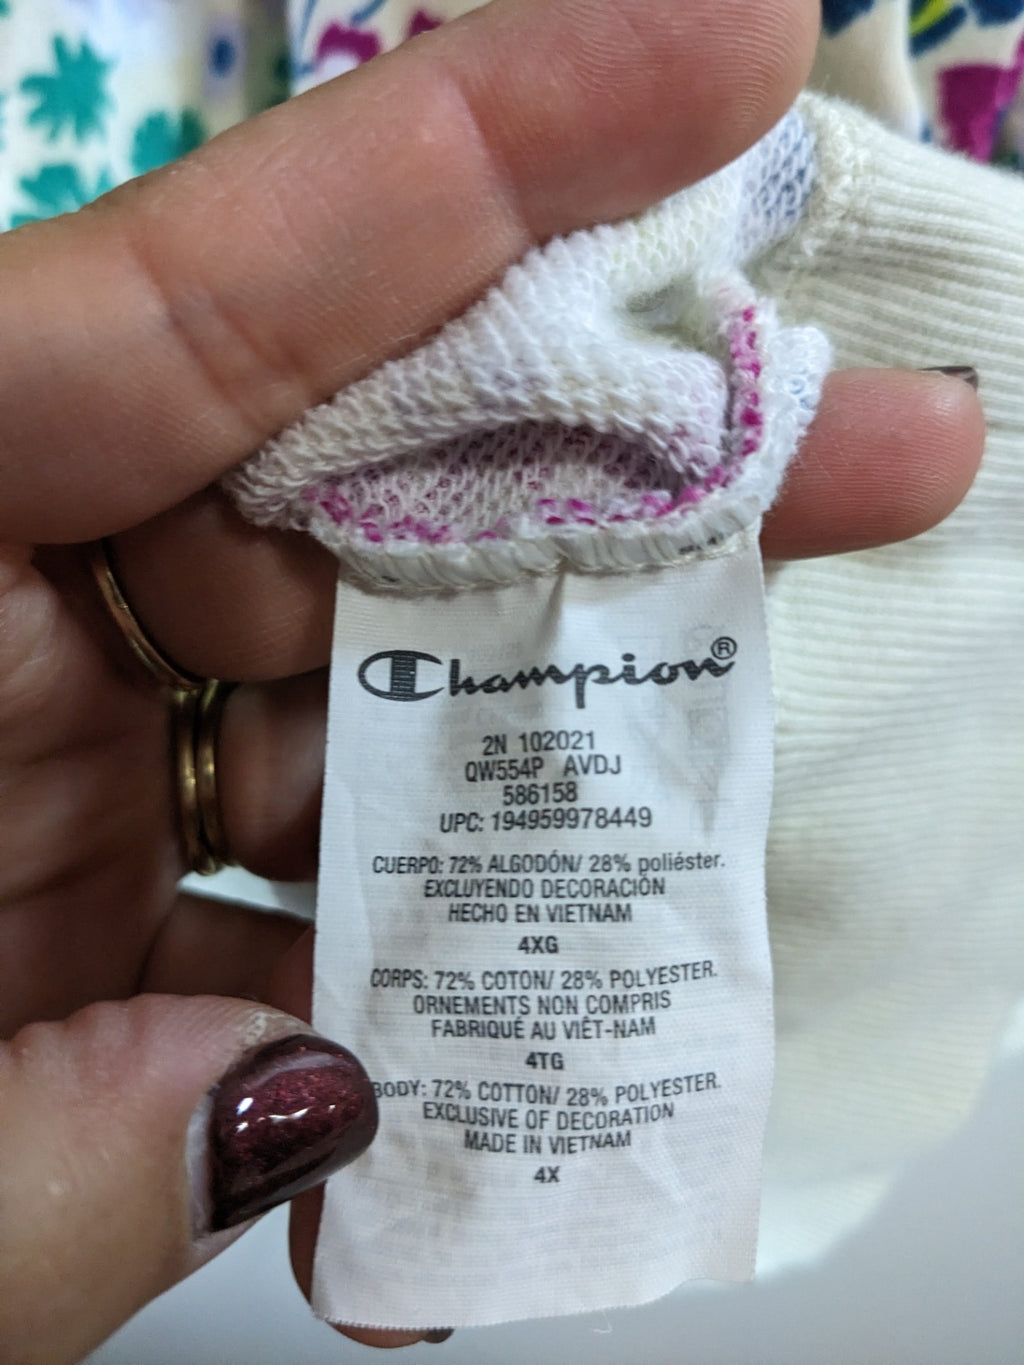 Champion®
2N 102021
QW554P AVDJ
586158
UPC: 194959978449
CUERPO: 72% ALGODÓN/ 28% poliéster.
EXCLUYENDO DECORACIÓN
HECHO EN VIETNAM
4XG
CORPS: 72% COTON/ 28% POLYESTER.
ORNEMENTS NON COMPRIS
FABRIQUÉ AU VIÊT-NAM
4TG
BODY: 72% COTTON/ 28% POLYESTER.
EXCLUSIVE OF DECORATION
MADE IN VIETNAM
4X